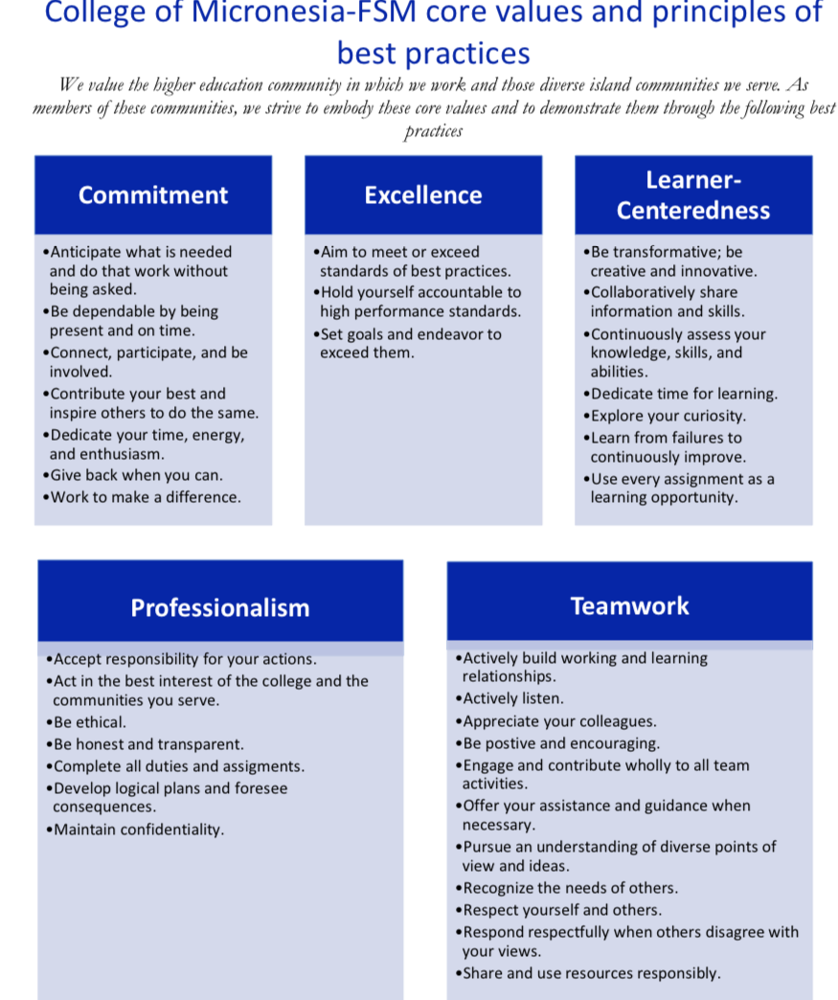 College of Micronesia-FSM core values and principles of
best practices
We value the higher education community in which we work and those diverse island communities we serve. As
members of these communities, we strive to embody these core values and to demonstrate them through the following best
practices
Commitment
•Anticipate what is needed
and do that work without
being asked.
•Be dependable by being
present and on time.
•Connect, participate, and be
involved.
•Contribute your best and
inspire others to do the same.
•Dedicate your time, energy,
and enthusiasm.
•Give back when you can.
•Work to make a difference.
Excellence
•Aim to meet or exceed
standards of best practices.
•Hold yourself accountable to
high performance standards.
•Set goals and endeavor to
exceed them.
Learner-
Centeredness
•Be transformative; be
creative and innovative.
•Collaboratively share
information and skills.
•Continuously assess your
knowledge, skills, and
abilities.
•Dedicate time for learning.
•Explore your curiosity.
•Learn from failures to
continuously improve.
•Use every assignment as a
learning opportunity.
Professionalism
•Accept responsibility for your actions.
•Act in the best interest of the college and the
communities you serve.
•Be ethical.
•Be honest and transparent.
•Complete all duties and assigments.
•Develop logical plans and foresee
consequences.
•Maintain confidentiality.
Teamwork
•Actively build working and learning
relationships.
•Actively listen.
•Appreciate your colleagues.
•Be postive and encouraging.
•Engage and contribute wholly to all team
activities.
•Offer your assistance and guidance when
necessary.
•Pursue an understanding of diverse points of
view and ideas.
•Recognize the needs of others.
•Respect yourself and others.
•Respond respectfully when others disagree with
your views.
•Share and use resources responsibly.